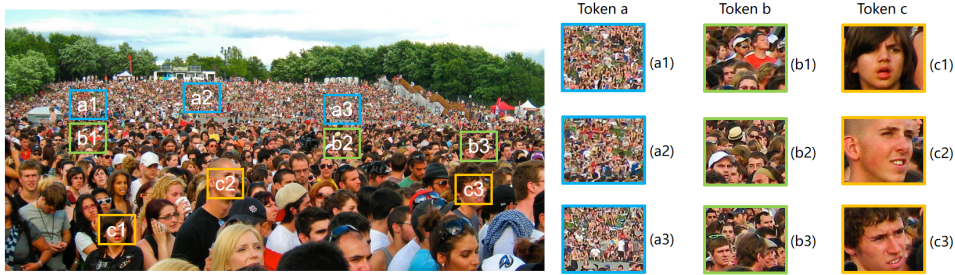 Token a Token b Token c
a1 a2 a3
b1 b2 b3
c2 c3
c1
(a1) (b1) (c1)
(a2) (b2) (c2)
(a3) (b3) (c3)